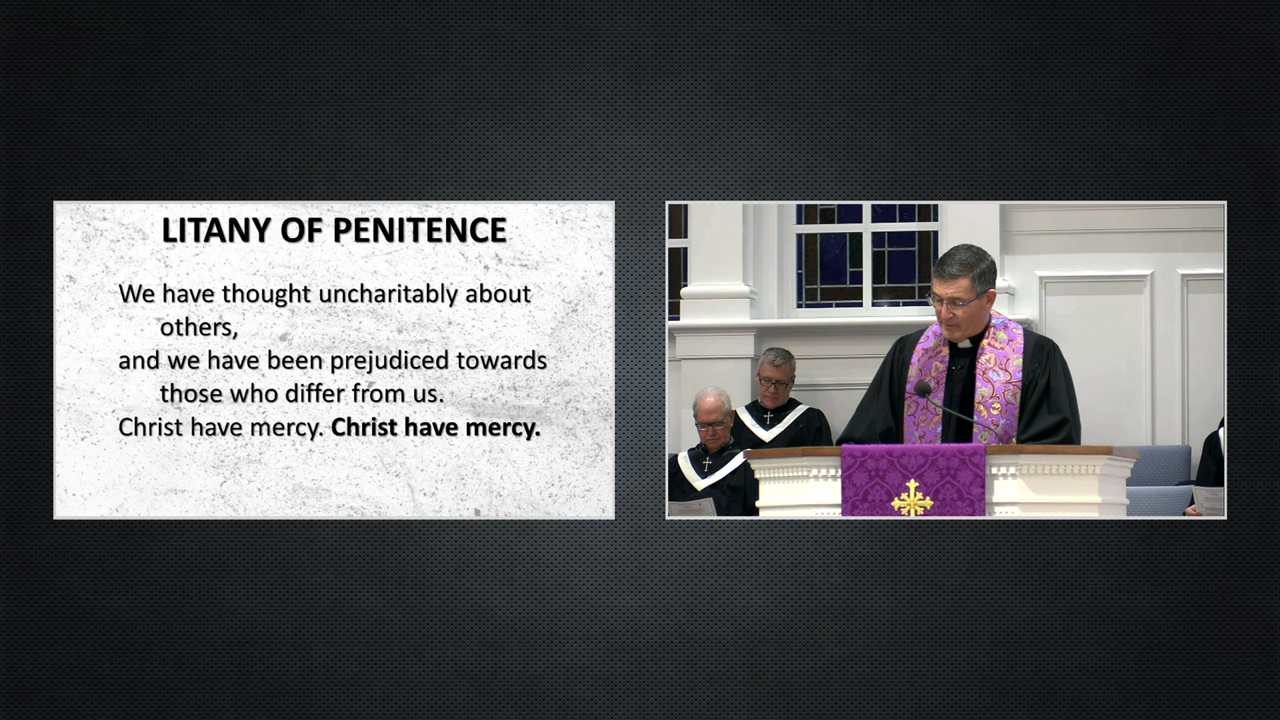 LITANY OF PENITENCE
We have thought uncharitably about
others,
and we have been prejudiced towards
those who differ from us.
Christ have mercy. Christ have mercy.